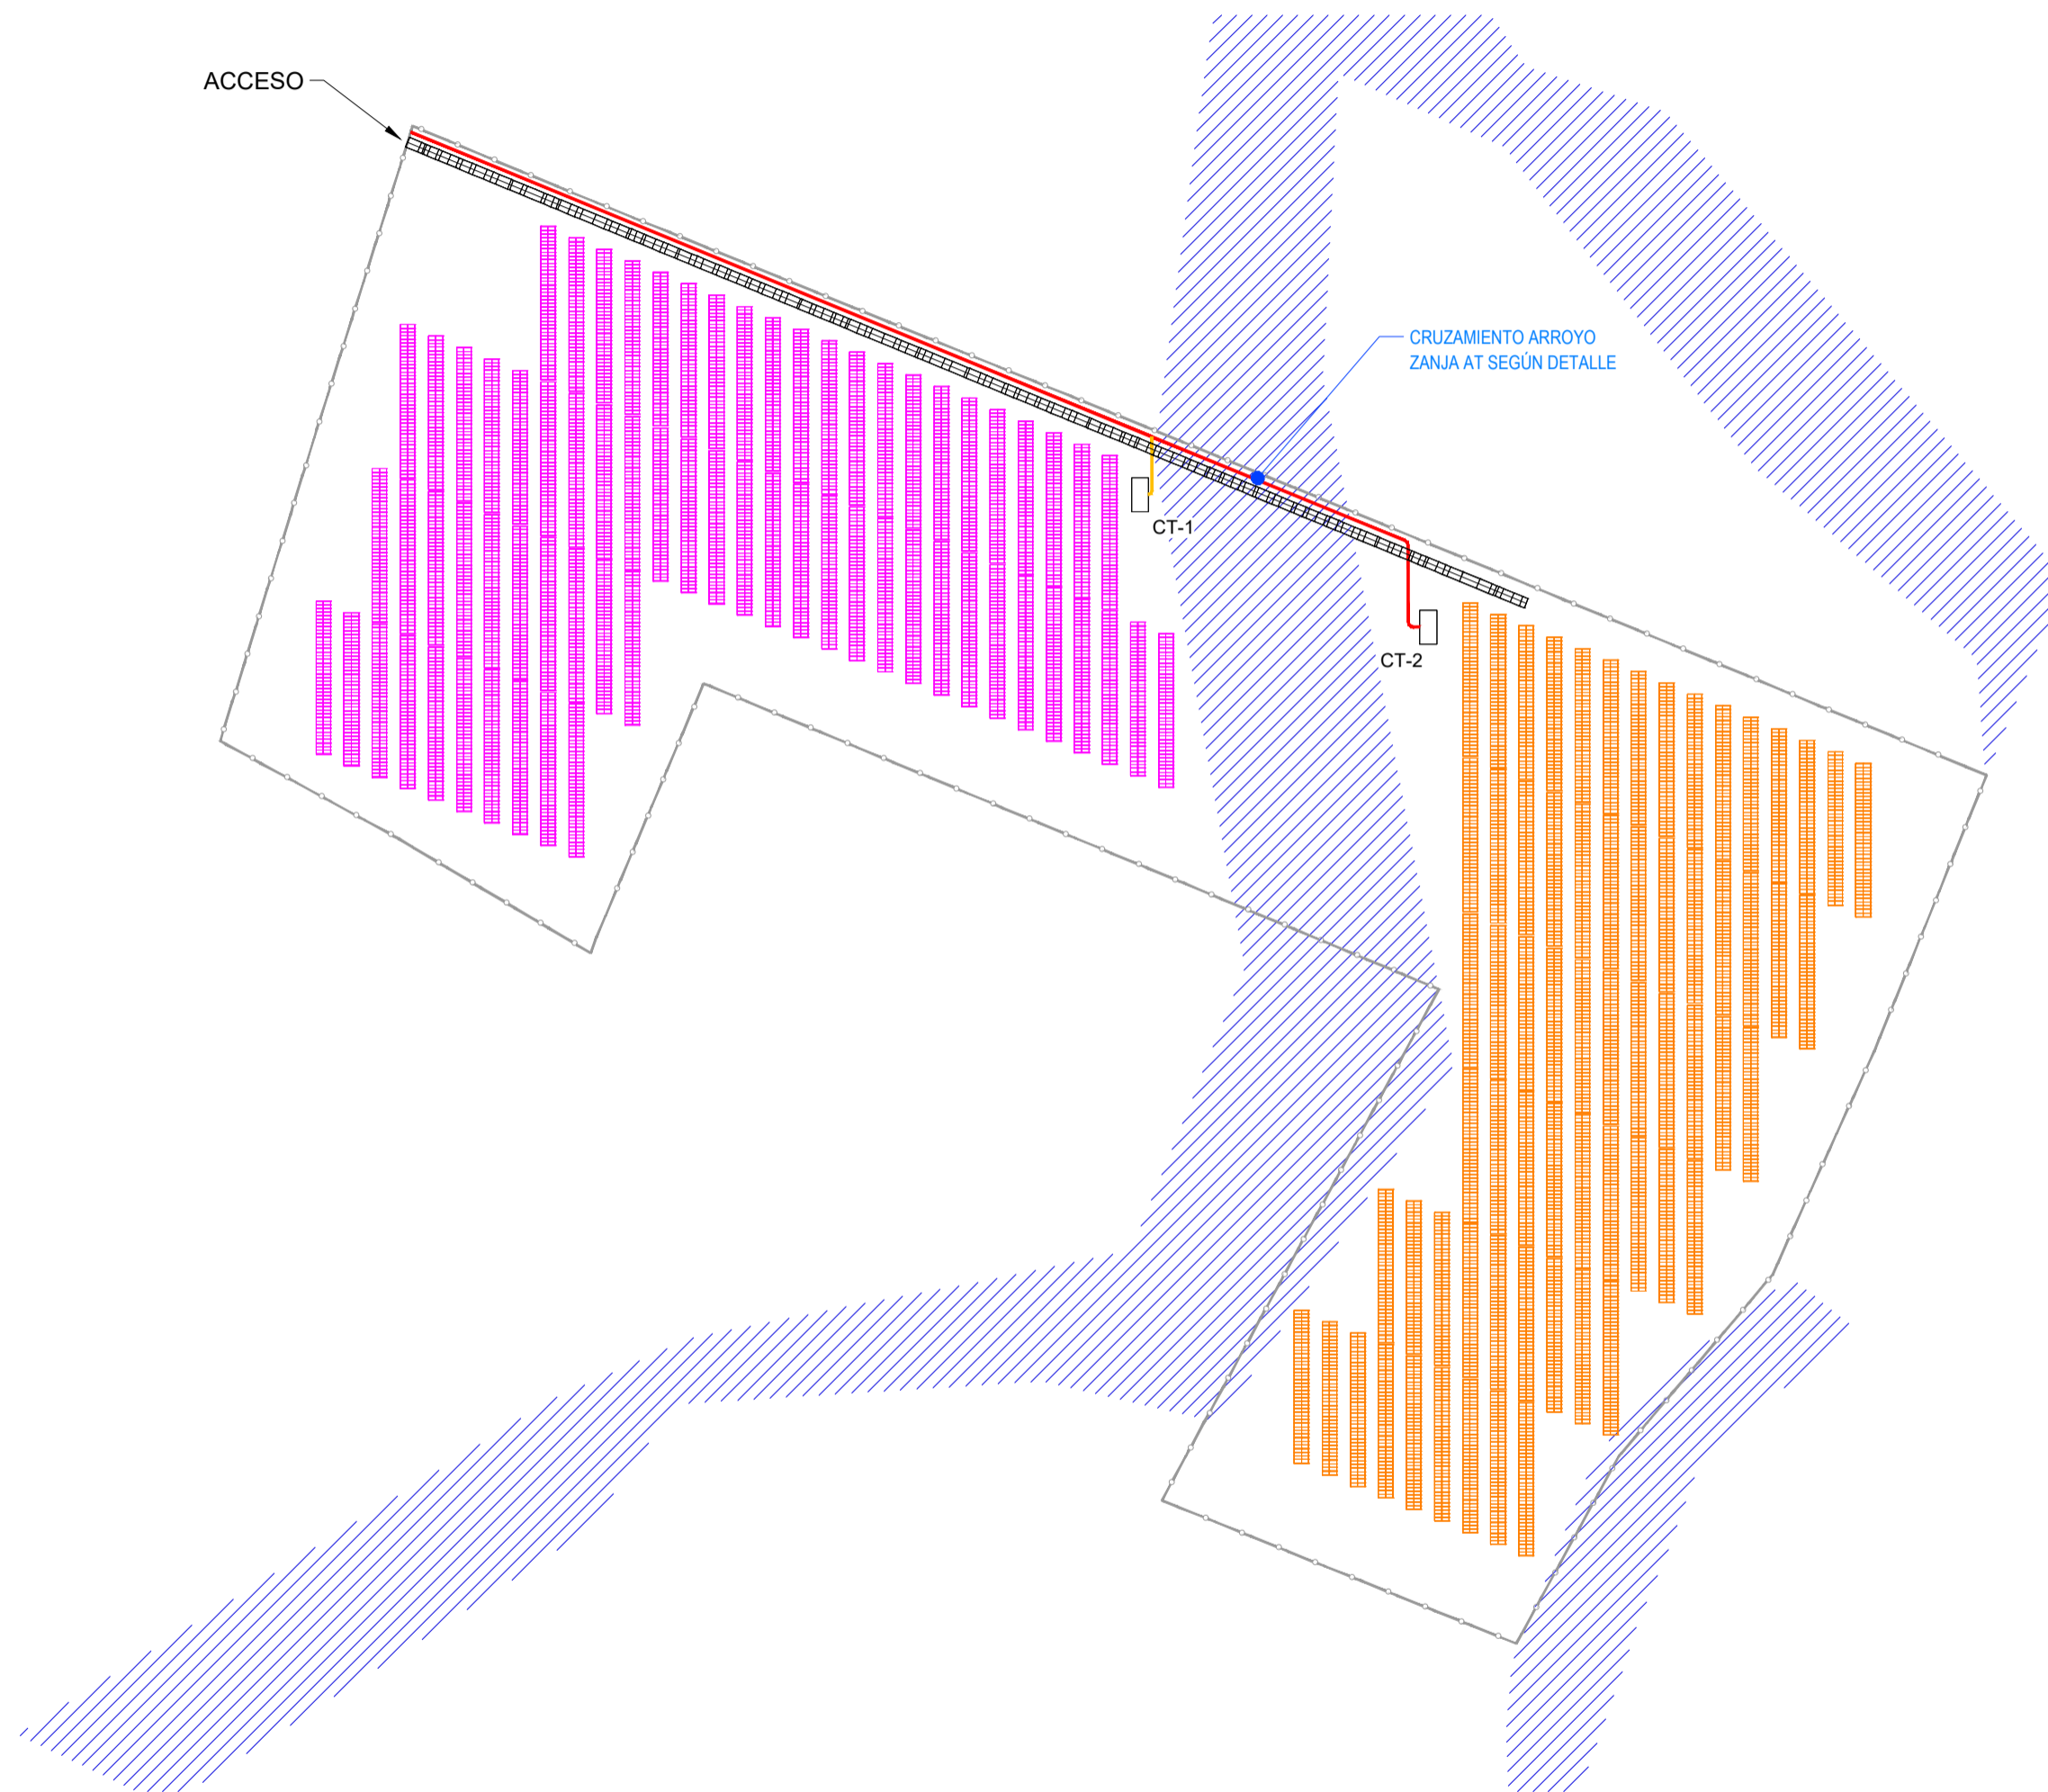 ACCESO
CRUZAMIENTO ARROYO
ZANJA AT SEGÚN DETALLE
CT-1
CT-2